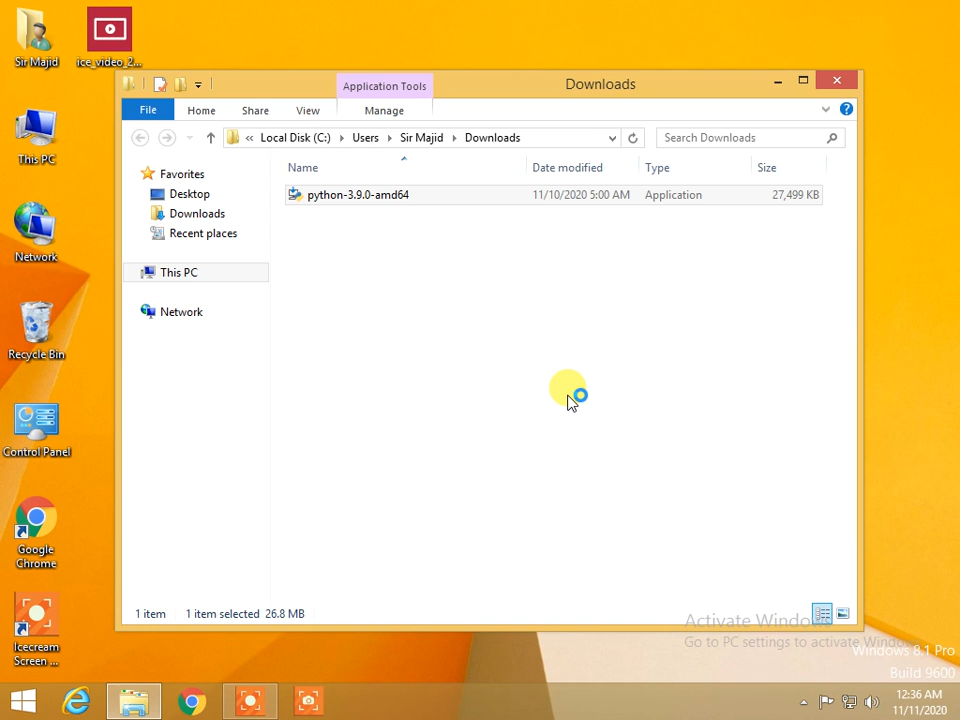 Sir Majid
ice_video_2...
This PC
Network
Recycle Bin
Control Panel
Google
Chrome
Icecream
Screen ...
Application Tools
Downloads
File
Home
Share
View
Manage
« Local Disk (C:) Users Sir Majid Downloads
Search Downloads
Name
Date modified
Type
Size
python-3.9.0-amd64
11/10/2020 5:00 AM
Application
27,499 KB
Favorites
Desktop
Downloads
Recent places
This PC
Network
1 item
1 item selected 26.8 MB
Activate Windows
Go to PC settings to activate Windows
Windows 8.1 Pro
Build 9600
12:36 AM
11/11/2020